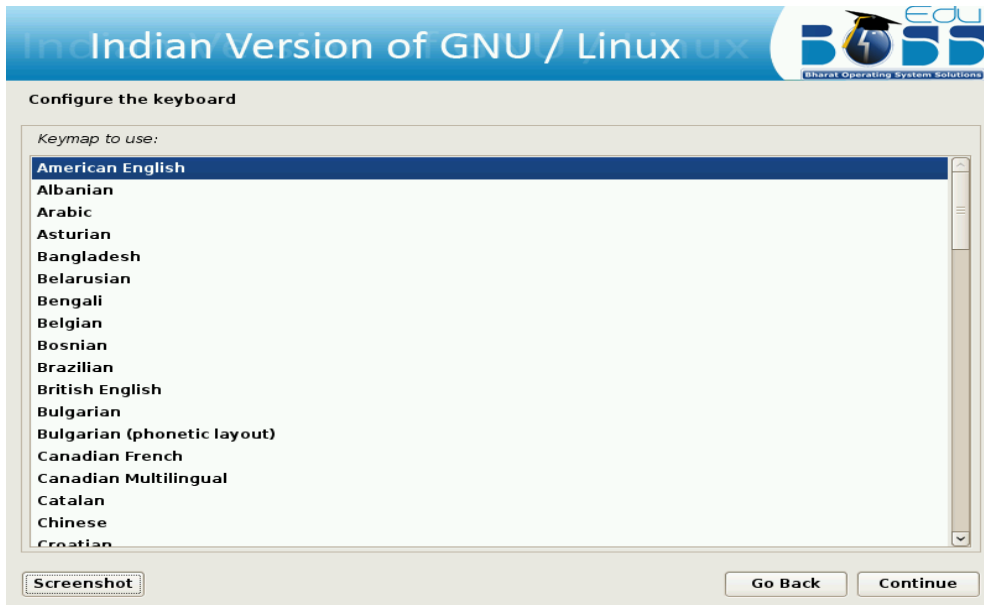 Indian Version of GNU / Linux
Edu
BOSS
Bharat Operating System Solutions
Configure the keyboard
Keymap to use:
American English
Albanian
Arabic
Asturian
Bangladesh
Belarusian
Bengali
Belgian
Bosnian
Brazilian
British English
Bulgarian
Bulgarian (phonetic layout)
Canadian French
Canadian Multilingual
Catalan
Chinese
Croatian
Screenshot
Go Back
Continue